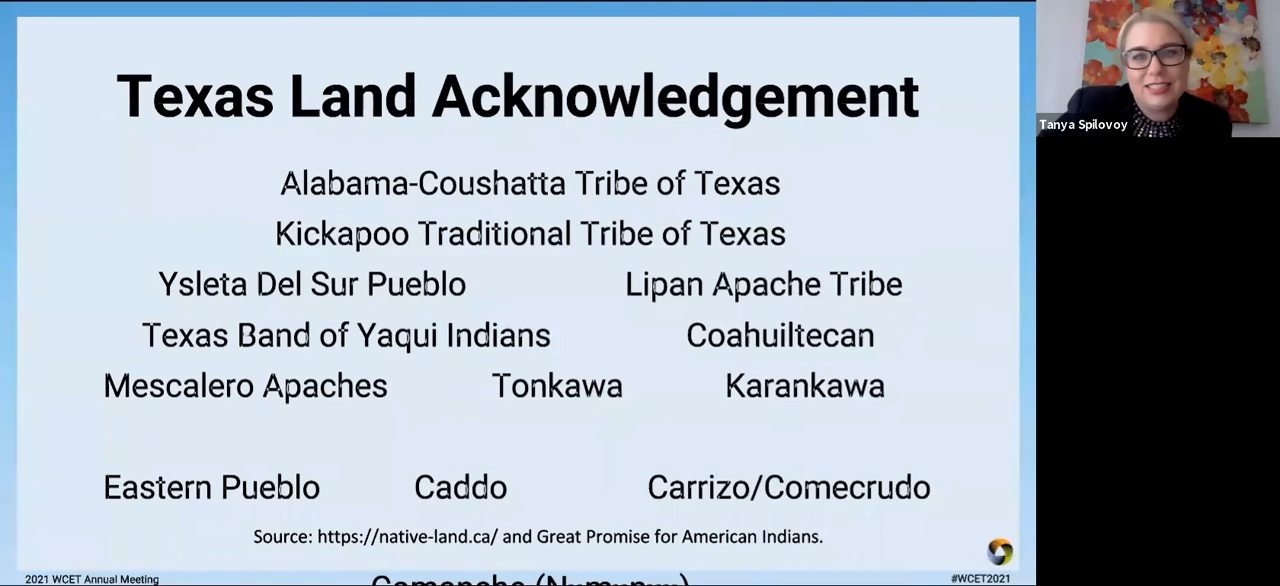 Texas Land Acknowledgement
Alabama-Coushatta Tribe of Texas
Kickapoo Traditional Tribe of Texas
Ysleta Del Sur Pueblo Lipan Apache Tribe
Texas Band of Yaqui Indians Coahuiltecan
Mescalero Apaches Tonkawa Karankawa
Eastern Pueblo Caddo Carrizo/Comecrudo
Source: https://native-land.ca/ and Great Promise for American Indians.
2021 WCET Annual Meeting
#WCET2021
Tanya Spilovoy